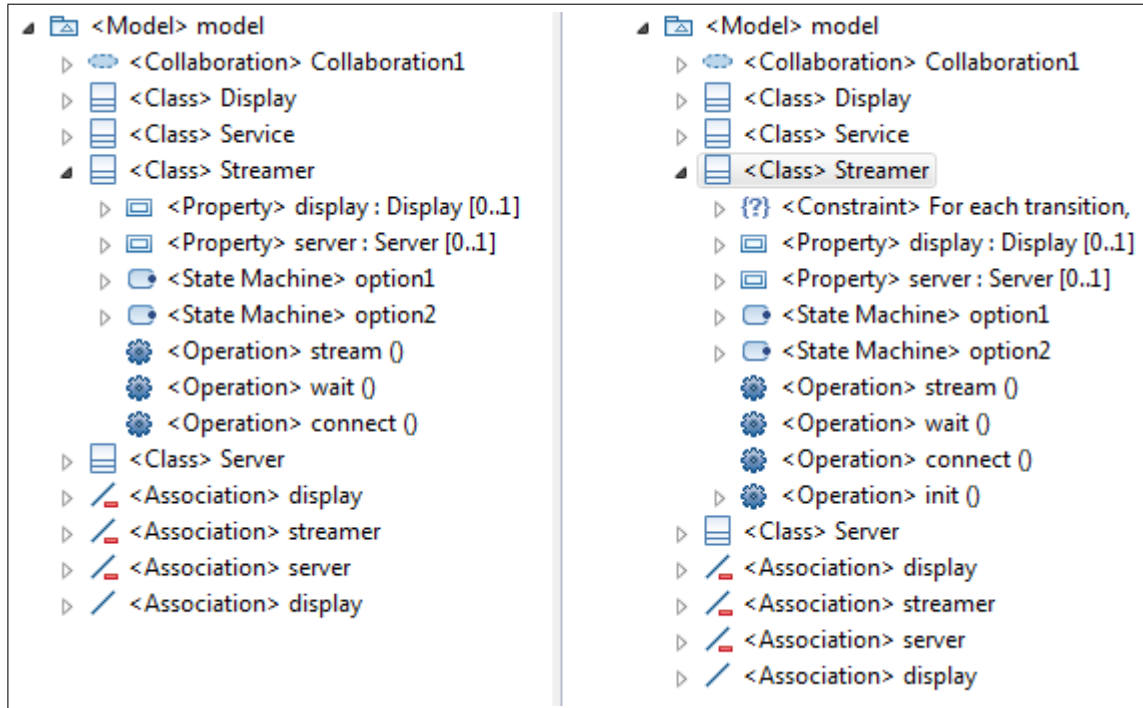 <Model> model
<Collaboration> Collaboration1
<Class> Display
<Class> Service
<Class> Streamer
<Property> display : Display [0..1]
<Property> server : Server [0..1]
<State Machine> option1
<State Machine> option2
<Operation> stream ()
<Operation> wait ()
<Operation> connect ()
<Class> Server
<Association> display
<Association> streamer
<Association> server
<Association> display
<Model> model
<Collaboration> Collaboration1
<Class> Display
<Class> Service
<Class> Streamer
{?} <Constraint> For each transition,
<Property> display : Display [0..1]
<Property> server : Server [0..1]
<State Machine> option1
<State Machine> option2
<Operation> stream ()
<Operation> wait ()
<Operation> connect ()
<Operation> init ()
<Class> Server
<Association> display
<Association> streamer
<Association> server
<Association> display